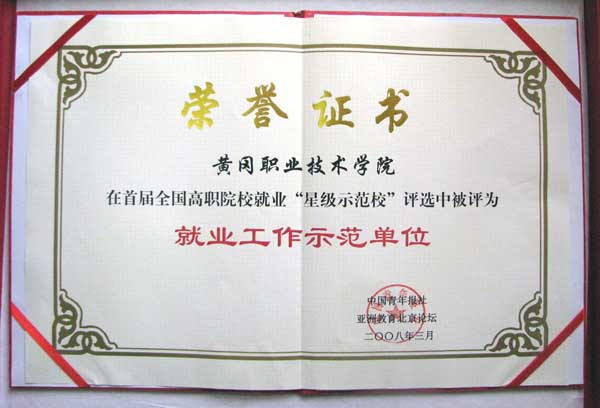 荣誉证书
黄冈职业技术学院
在首届全国高职院校就业“星级示范校”评选中被评为
就业工作示范单位
中国青年报社
亚洲教育北京论坛
二〇〇八年三月